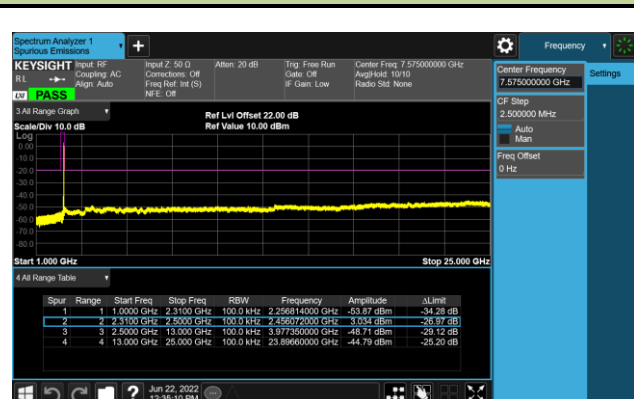 Spectrum Analyzer 1
Spurious Emissions
Frequency
KEYSIGHT
Input: RF
Input Z: 50 Ω
Atten: 20 dB
Trig: Free Run
Center Freq: 7.575000000 GHz
R L
Coupling: AC
Corrections: Off
Gate: Off
Avg|Hold: 10/10
Align: Auto
Freq Ref: Int (S)
IF Gain: Low
Radio Std: None
NFE: Off
LXI PASS
Center Frequency
7.575000000 GHz
Settings
CF Step
2.500000 MHz
Auto
Man
Freq Offset
0 Hz
3 All Range Graph
Scale/Div 10.0 dB
Ref Lvl Offset 22.00 dB
Ref Value 10.00 dBm
Log
0.00
-10.0
-20.0
-30.0
-40.0
-50.0
-60.0
-70.0
-80.0
Start 1.000 GHz
Stop 25.000 GHz
4 All Range Table
Spur Range Start Freq Stop Freq RBW Frequency Amplitude ΔLimit
1 1 1.0000 GHz 2.3100 GHz 100.0 kHz 2.256814000 GHz -53.87 dBm -34.28 dB
2 2 2.3100 GHz 2.5000 GHz 100.0 kHz 2.456072000 GHz 3.034 dBm -26.97 dB
3 3 2.5000 GHz 13.000 GHz 100.0 kHz 3.977350000 GHz -48.71 dBm -29.12 dB
4 4 13.000 GHz 25.000 GHz 100.0 kHz 23.89660000 GHz -44.79 dBm -25.20 dB
Jun 22, 2022
12:35:10 PM